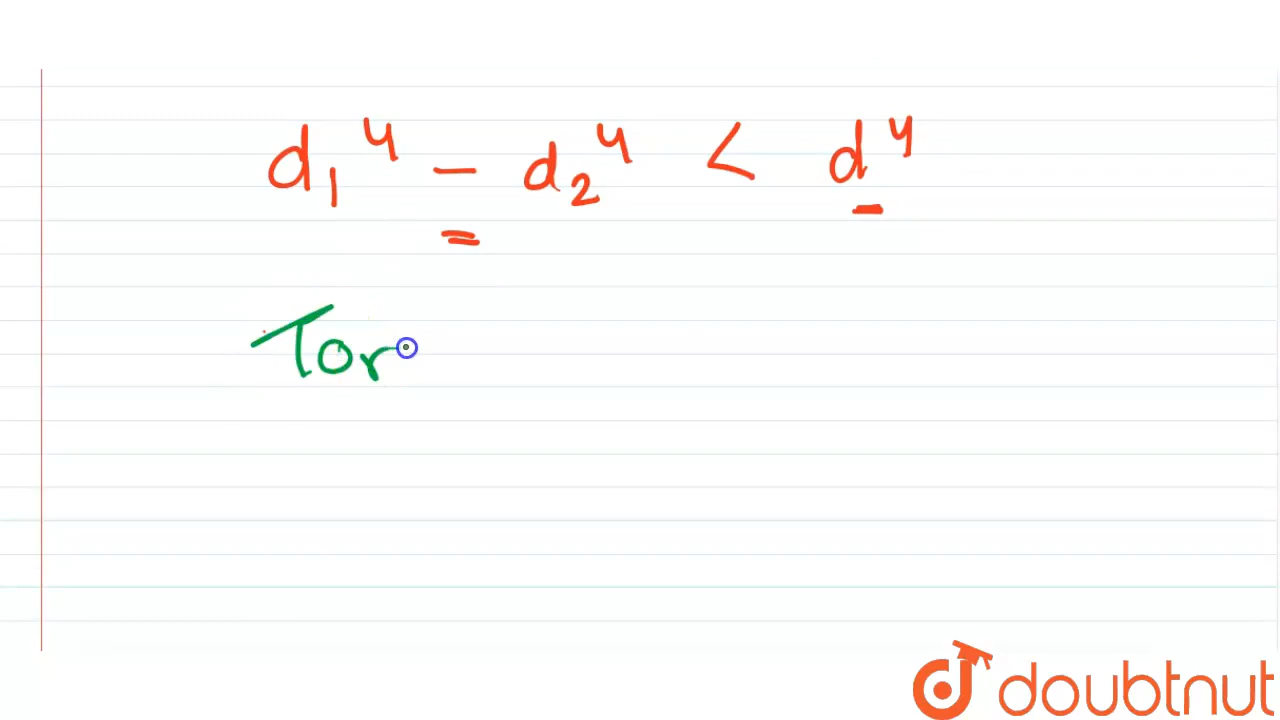 d₁⁴ - d₂⁴ < d⁴
Tor
doubtnut